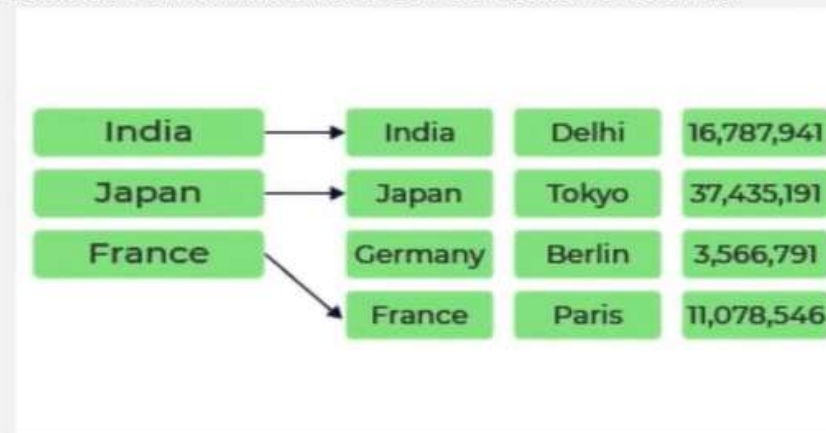 India India Delhi 16,787,941
Japan Japan Tokyo 37,435,191
France Germany Berlin 3,566,791
France Paris 11,078,546